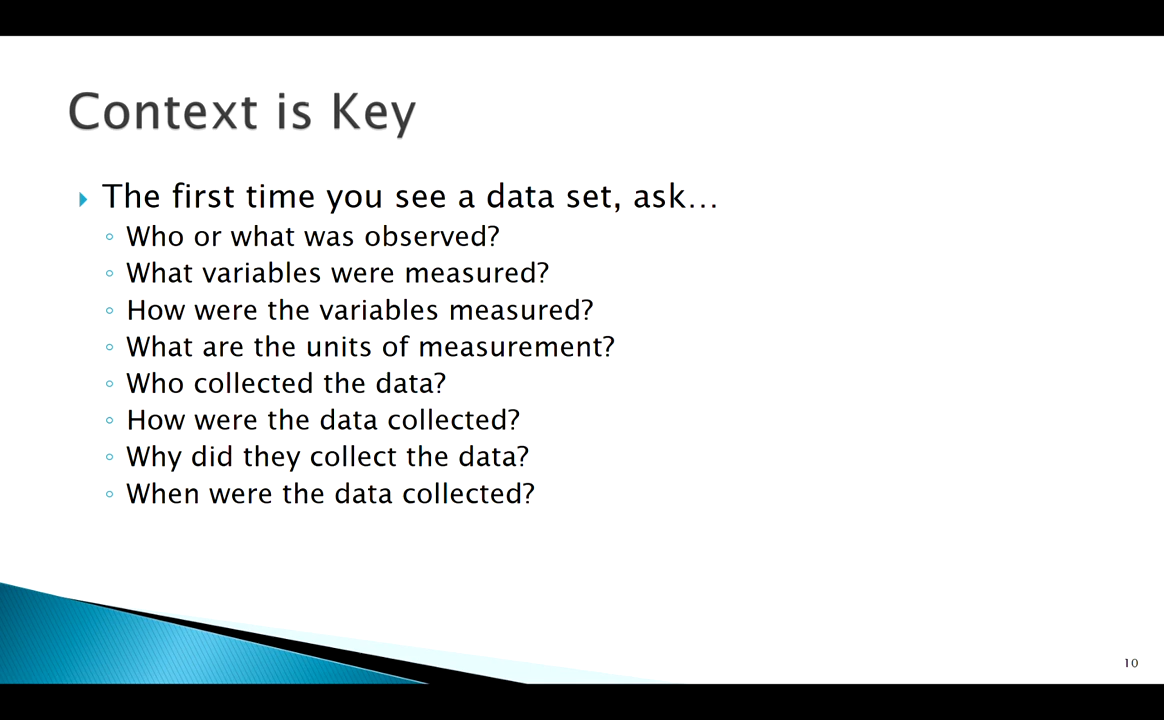 Context is Key
The first time you see a data set, ask…
Who or what was observed?
What variables were measured?
How were the variables measured?
What are the units of measurement?
Who collected the data?
How were the data collected?
Why did they collect the data?
When were the data collected?
10